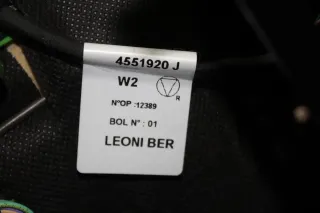 4551920 J
W2
R
N°OP :12389
BOL N° : 01
LEONI BER